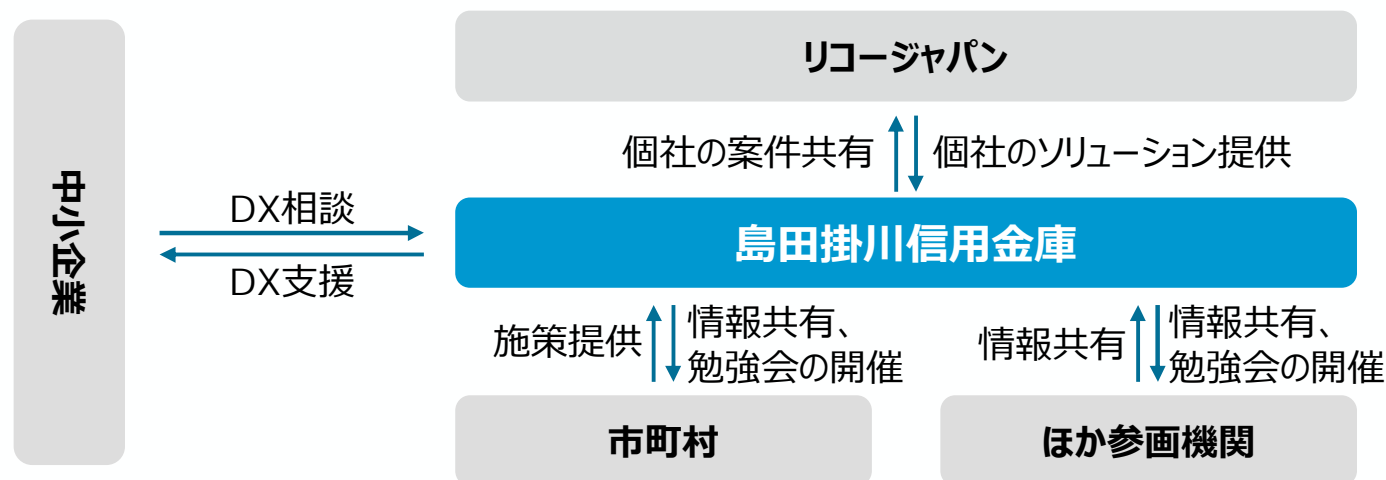 リコージャパン
個社の案件共有
個社のソリューション提供
中小企業
DX相談
DX支援
島田掛川信用金庫
施策提供
情報共有、
勉強会の開催
情報共有
情報共有、
勉強会の開催
市町村
ほか参画機関